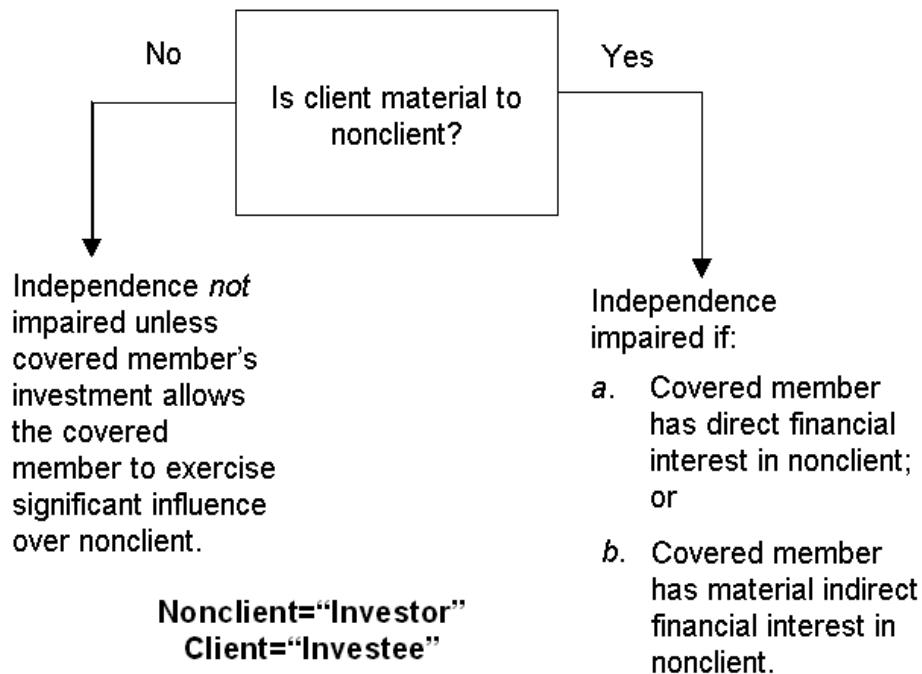 No
Yes
Is client material to
nonclient?
Independence not
impaired unless
covered member’s
investment allows
the covered
member to exercise
significant influence
over nonclient.
Independence
impaired if:
a. Covered member
has direct financial
interest in nonclient;
or
b. Covered member
has material indirect
financial interest in
nonclient.
Nonclient=“Investor”
Client=“Investee”